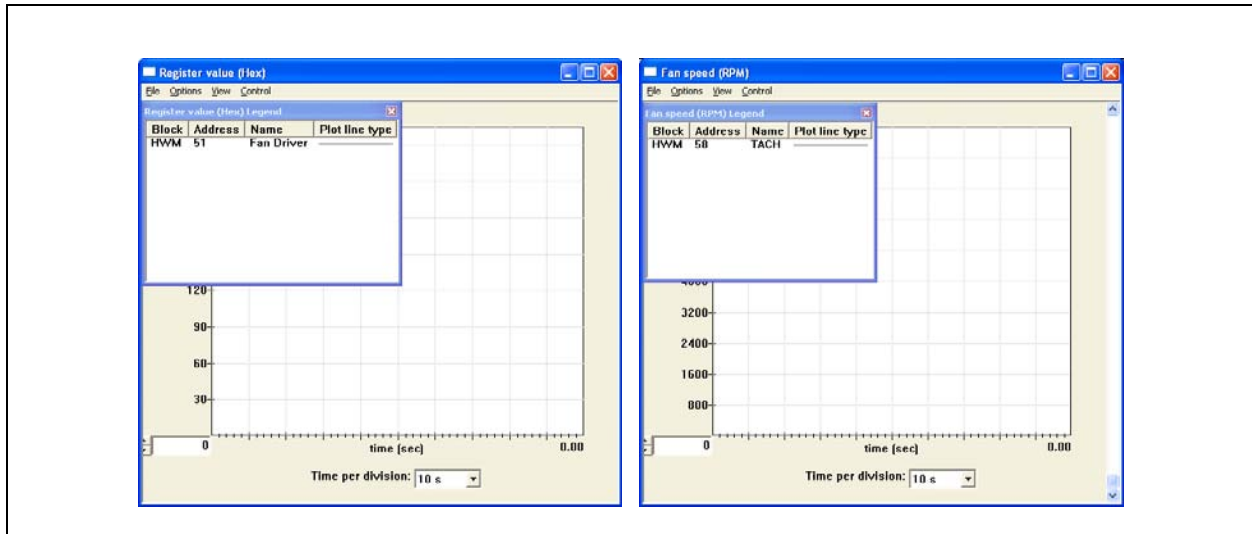 Register value (Hex)
File Options View Control
Register value (Hex) Legend
Block Address Name Plot line type
HWM 51 Fan Driver
120
90
60
30
0
0.00
time (sec)
Time per division: 10 s
Fan speed (RPM)
File Options View Control
Fan speed (RPM) Legend
Block Address Name Plot line type
HWM 58 TACH
4000
3200
2400
1600
800
0
0.00
time (sec)
Time per division: 10 s